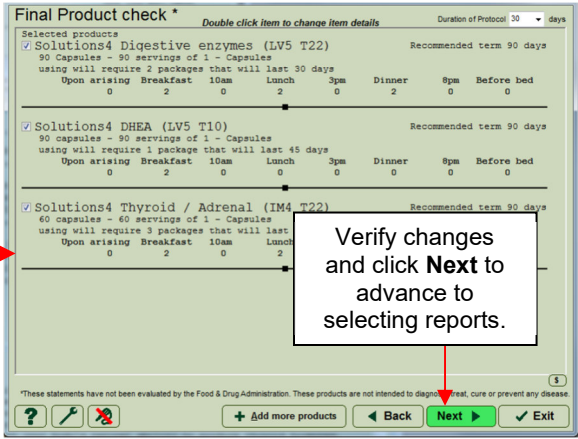 Final Product check *
Double click item to change item details
Duration of Protocol 30 days
Selected products
Solutions4 Digestive enzymes (LV5 T22) Recommended term 90 days
90 Capsules - 90 servings of 1 - Capsules
using will require 2 packages that will last 30 days
Upon arising Breakfast 10am Lunch 3pm Dinner 8pm Before bed
0 2 0 2 0 2 0 0
Solutions4 DHEA (LV5 T10) Recommended term 90 days
90 capsules - 90 servings of 1 - Capsules
using will require 1 package that will last 45 days
Upon arising Breakfast 10am Lunch 3pm Dinner 8pm Before bed
0 2 0 0 0 0 0 0
Solutions4 Thyroid / Adrenal (IM4 T22) Recommended term 90 days
60 capsules - 60 servings of 1 - Capsules
using will require 3 packages that will last
Upon arising Breakfast 10am Lunch
0 2 0 2
Verify changes
and click Next to
advance to
selecting reports.
$
*These statements have not been evaluated by the Food & Drug Administration. These products are not intended to diagnose, treat, cure or prevent any disease.
? + Add more products Back Next Exit